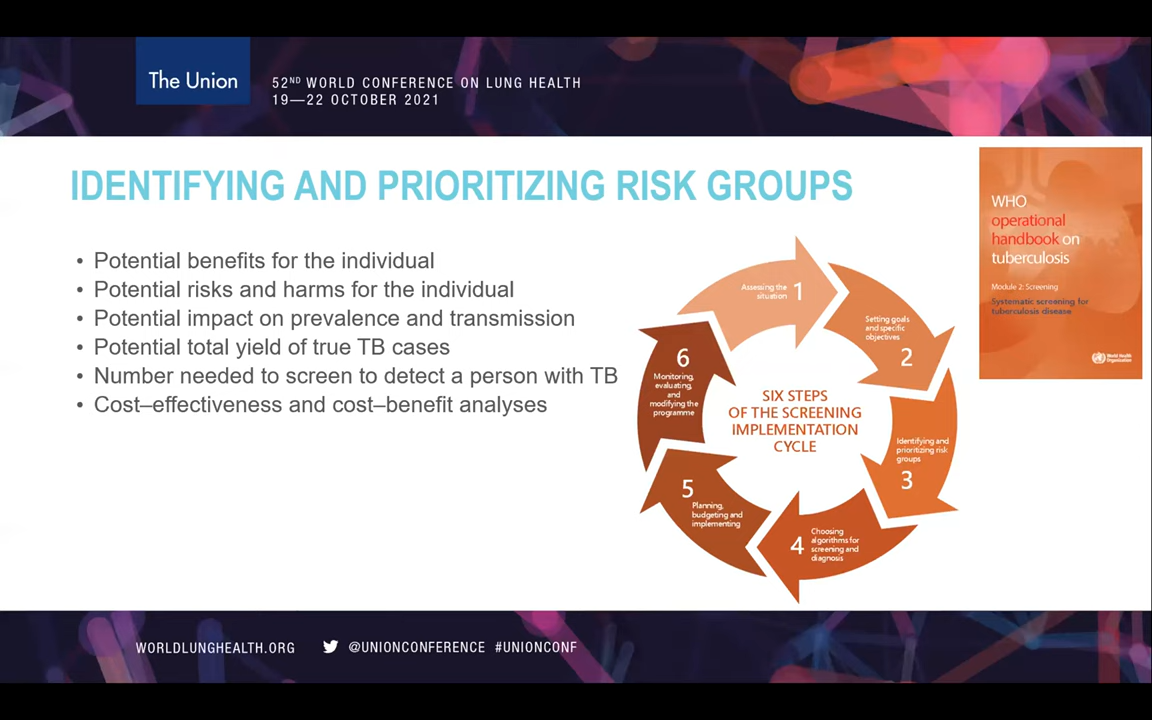 The Union
52ND WORLD CONFERENCE ON LUNG HEALTH
19—22 OCTOBER 2021
IDENTIFYING AND PRIORITIZING RISK GROUPS
• Potential benefits for the individual
• Potential risks and harms for the individual
• Potential impact on prevalence and transmission
• Potential total yield of true TB cases
• Number needed to screen to detect a person with TB
• Cost–effectiveness and cost–benefit analyses
SIX STEPS
OF THE SCREENING
IMPLEMENTATION
CYCLE
Assessing the
situation
1
Setting goals
and specific
objectives
2
Identifying and
prioritizing risk
groups
3
4
Choosing
algorithms for
screening and
diagnosis
5
Planning,
budgeting and
implementing
6
Monitoring,
evaluating,
and
modifying the
programme
WHO
operational
handbook on
tuberculosis
Module 2: Screening
Systematic screening for
tuberculosis disease
World Health
Organization
WORLDLUNGHEALTH.ORG
@UNIONCONFERENCE #UNIONCONF